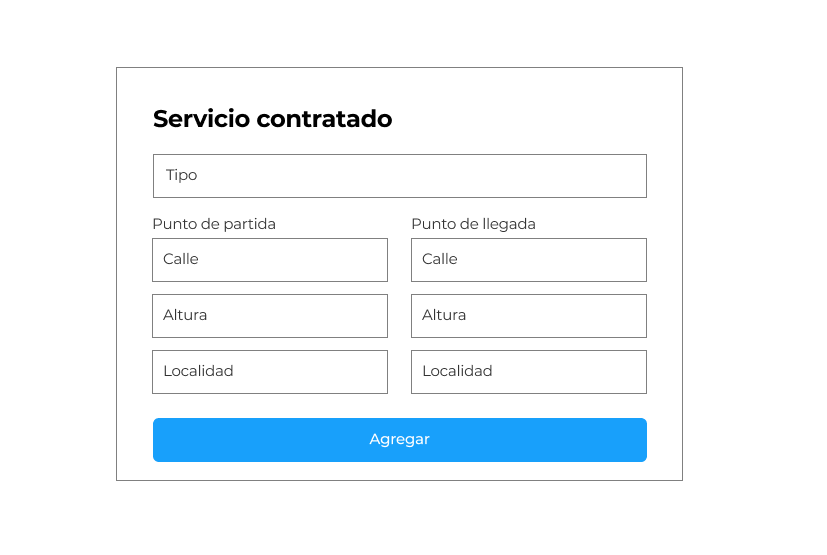 Servicio contratado
Tipo
Punto de partida
Calle
Altura
Localidad
Punto de llegada
Calle
Altura
Localidad
Agregar